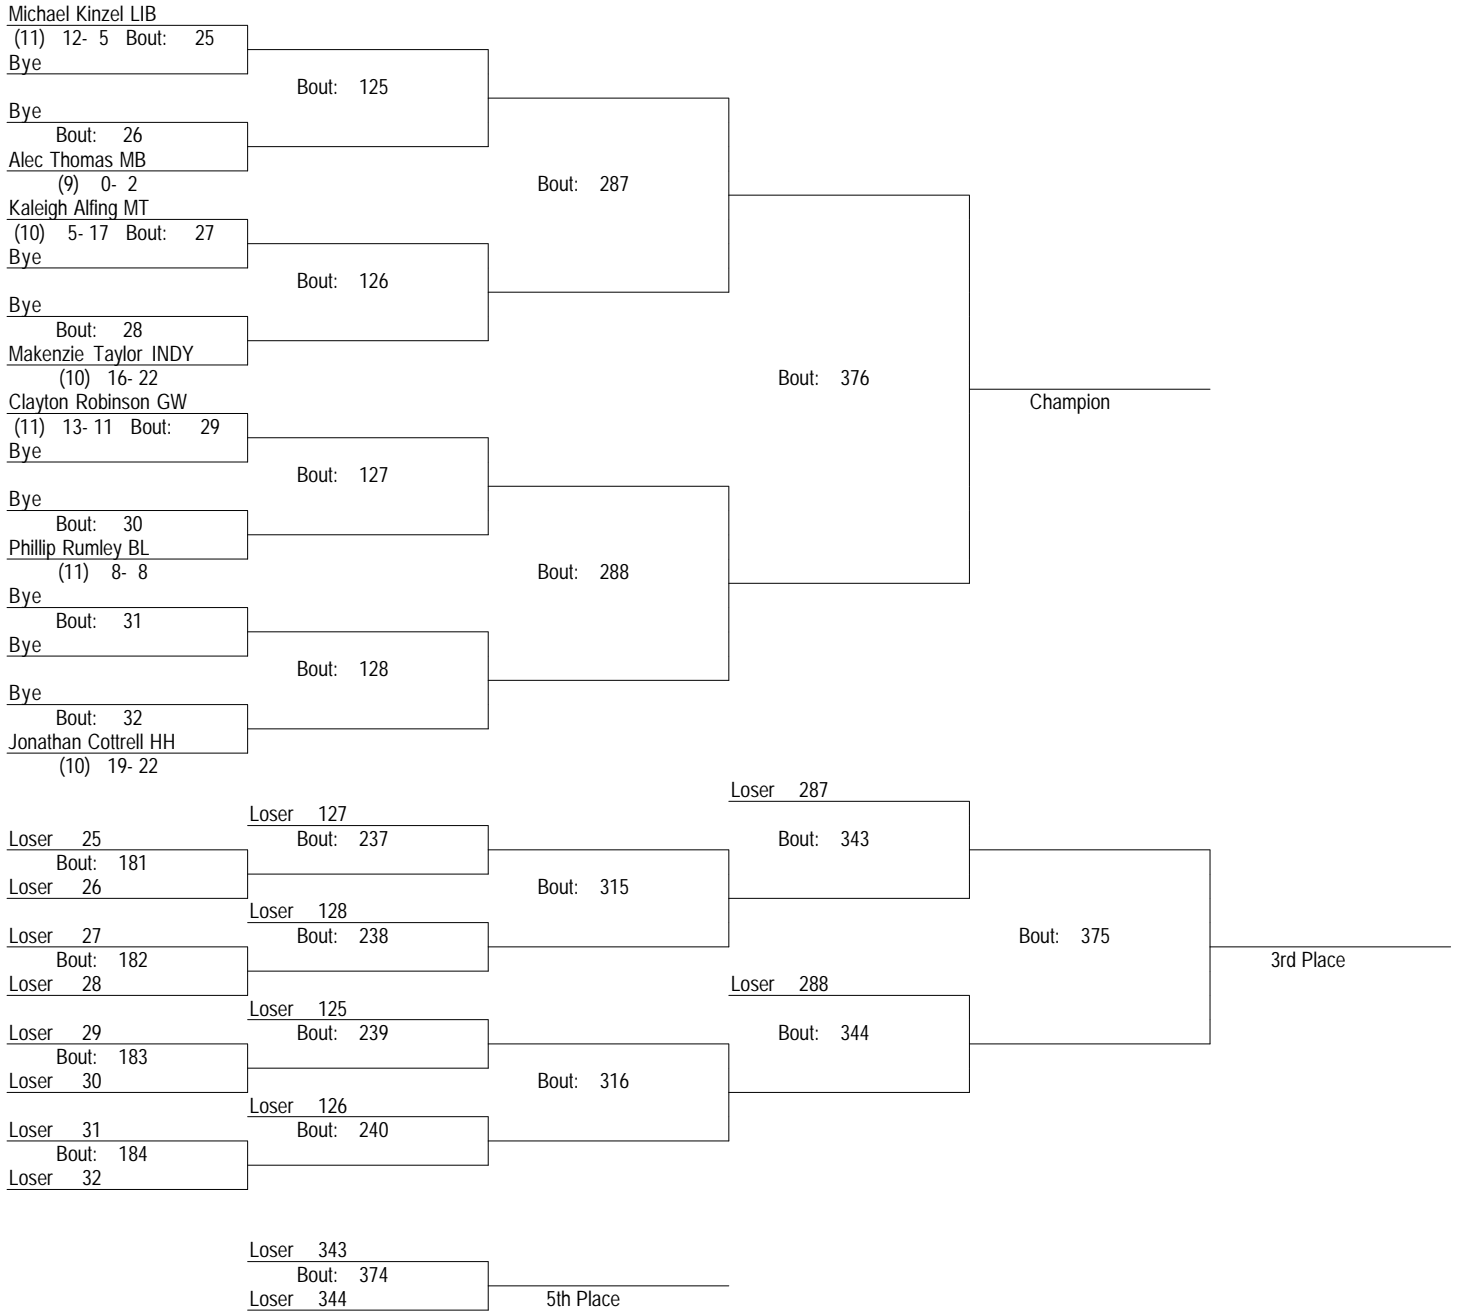 Michael Kinzel LIB
(11) 12- 5 Bout: 25
Bye
Bout: 125
Bye
Bout: 26
Alec Thomas MB
(9) 0- 2
Bout: 287
Kaleigh Alfing MT
(10) 5- 17 Bout: 27
Bye
Bout: 126
Bye
Bout: 28
Makenzie Taylor INDY
(10) 16- 22
Bout: 376
Clayton Robinson GW
Champion
(11) 13- 11 Bout: 29
Bye
Bout: 127
Bye
Bout: 30
Phillip Rumley BL
(11) 8- 8
Bout: 288
Bye
Bout: 31
Bye
Bout: 128
Bye
Bout: 32
Jonathan Cottrell HH
(10) 19- 22
Loser 287
Loser 127
Loser 25
Bout: 237
Bout: 343
Bout: 181
Loser 26
Bout: 315
Loser 128
Loser 27
Bout: 238
Bout: 375
Bout: 182
3rd Place
Loser 28
Loser 288
Loser 125
Loser 29
Bout: 239
Bout: 344
Bout: 183
Loser 30
Bout: 316
Loser 126
Loser 31
Bout: 240
Bout: 184
Loser 32
Loser 343
Bout: 374
Loser 344
5th Place